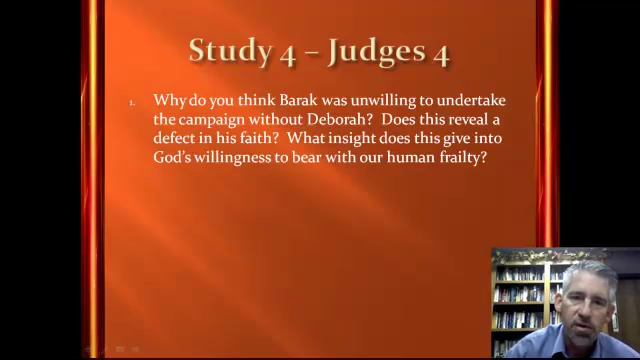 Study 4 – Judges 4
1. Why do you think Barak was unwilling to undertake
the campaign without Deborah? Does this reveal a
defect in his faith? What insight does this give into
God's willingness to bear with our human frailty?